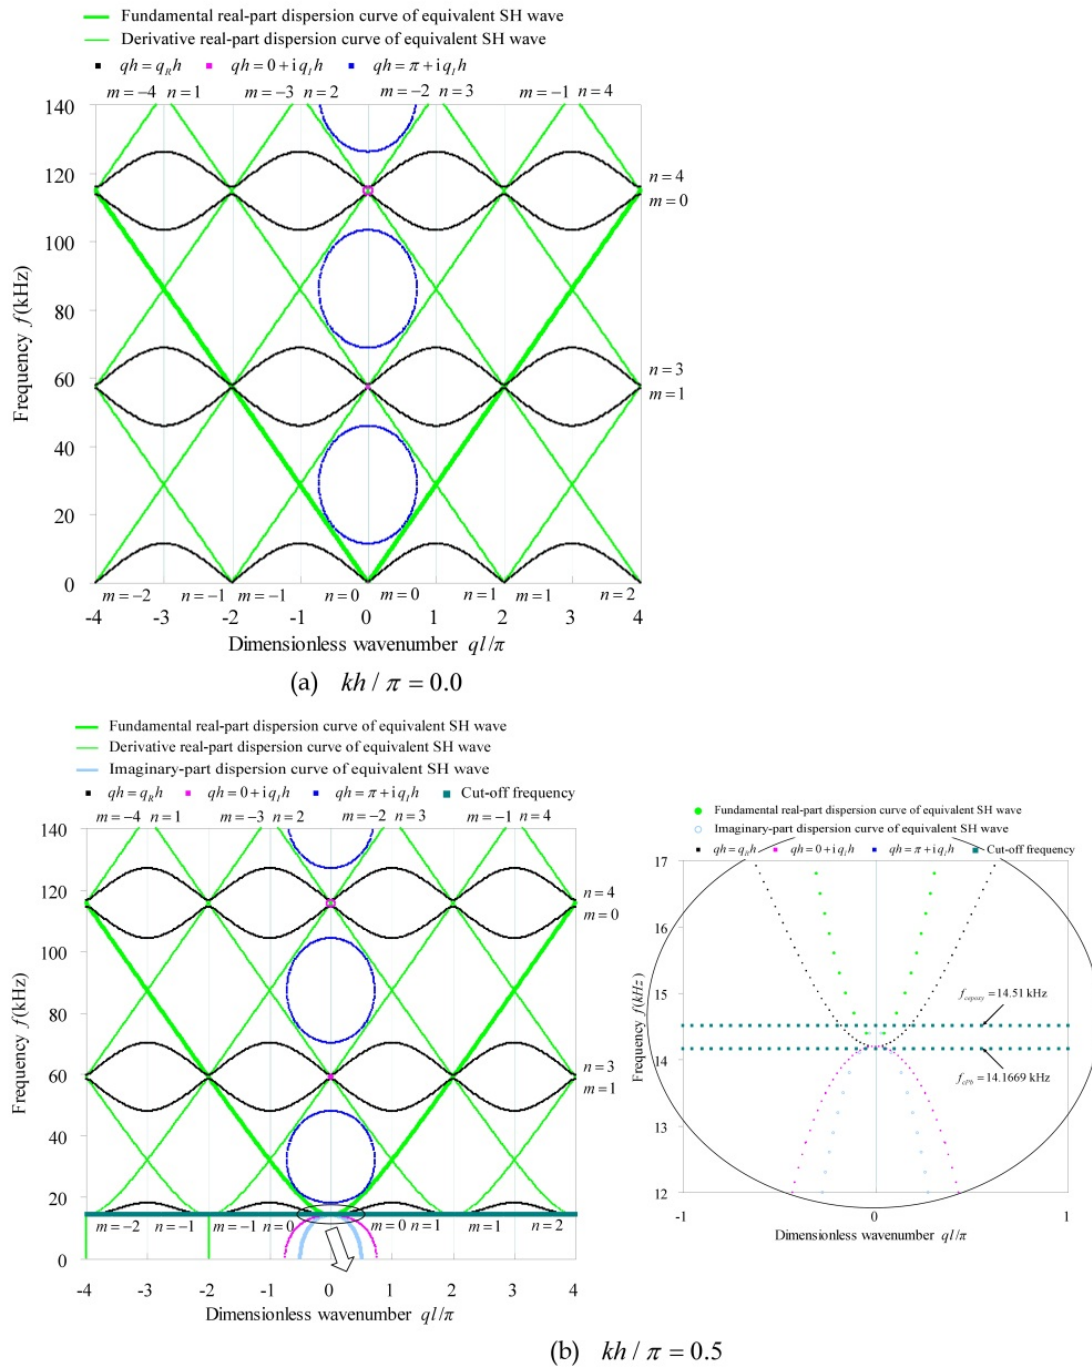 Fundamental real-part dispersion curve of equivalent SH wave
Derivative real-part dispersion curve of equivalent SH wave
qh = q_R h qh = 0 + i q_I h qh = π + i q_I h
m = −4 n = 1 m = −3 n = 2 m = −2 n = 3 m = −1 n = 4
140
120
100
80
60
40
20
0
Frequency f(kHz)
n = 4
m = 0
n = 3
m = 1
m = −2 n = −1 m = −1 n = 0 m = 0 n = 1 m = 1 n = 2
-4 -3 -2 -1 0 1 2 3 4
Dimensionless wavenumber ql/π
(a) kh / π = 0.0
Fundamental real-part dispersion curve of equivalent SH wave
Derivative real-part dispersion curve of equivalent SH wave
Imaginary-part dispersion curve of equivalent SH wave
qh = q_R h qh = 0 + i q_I h qh = π + i q_I h Cut-off frequency
m = −4 n = 1 m = −3 n = 2 m = −2 n = 3 m = −1 n = 4
140
120
100
80
60
40
20
0
Frequency f(kHz)
n = 4
m = 0
n = 3
m = 1
m = −2 n = −1 m = −1 n = 0 m = 0 n = 1 m = 1 n = 2
-4 -3 -2 -1 0 1 2 3 4
Dimensionless wavenumber ql/π
Fundamental real-part dispersion curve of equivalent SH wave
Imaginary-part dispersion curve of equivalent SH wave
qh = q_R h qh = 0 + i q_I h qh = π + i q_I h Cut-off frequency
17
16
15
14
13
12
Frequency f(kHz)
f_cepoxy = 14.51 kHz
f_cPb = 14.1669 kHz
-1 0 1
Dimensionless wavenumber ql/π
(b) kh / π = 0.5